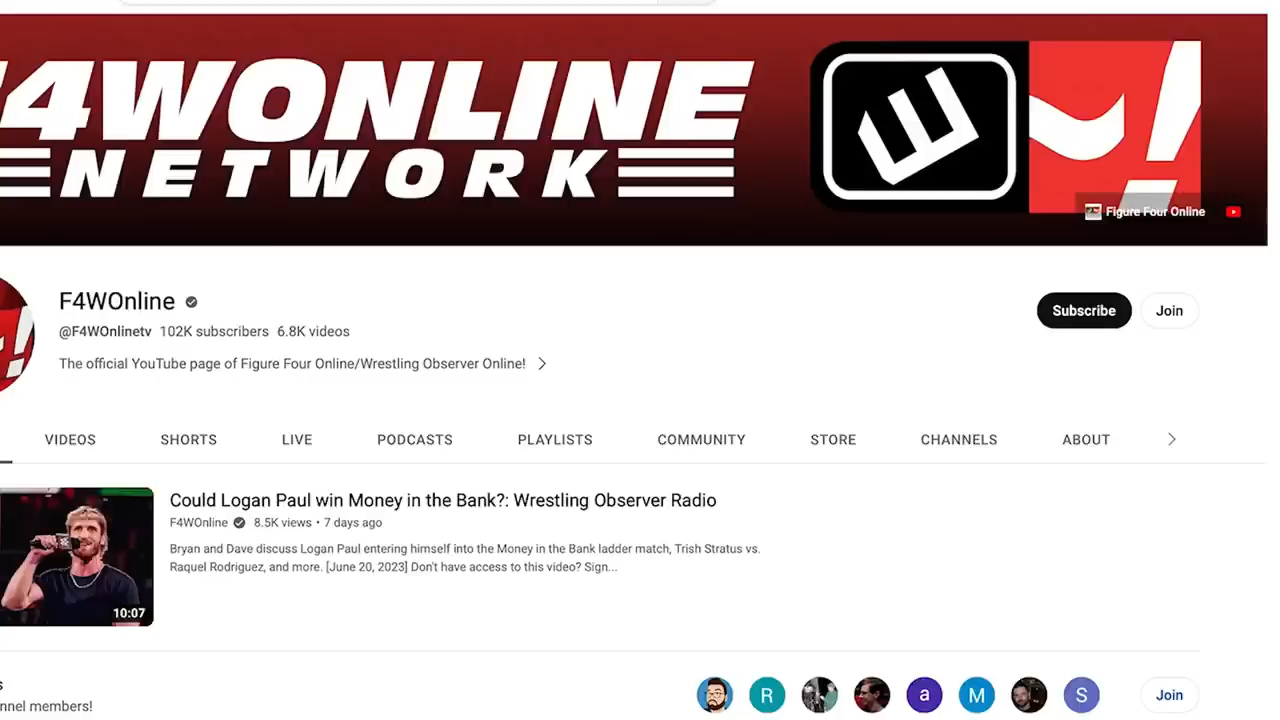 F4WONLINE
NETWORK
Figure Four Online
F4WOnline
@F4WOnlinetv 102K subscribers 6.8K videos
The official YouTube page of Figure Four Online/Wrestling Observer Online!
Subscribe
Join
VIDEOS SHORTS LIVE PODCASTS PLAYLISTS COMMUNITY STORE CHANNELS ABOUT
10:07
Could Logan Paul win Money in the Bank?: Wrestling Observer Radio
F4WOnline 8.5K views • 7 days ago
Bryan and Dave discuss Logan Paul entering himself into the Money in the Bank ladder match, Trish Stratus vs.
Raquel Rodriguez, and more. [June 20, 2023] Don't have access to this video? Sign...
s
nnel members!
R
a
M
S
Join